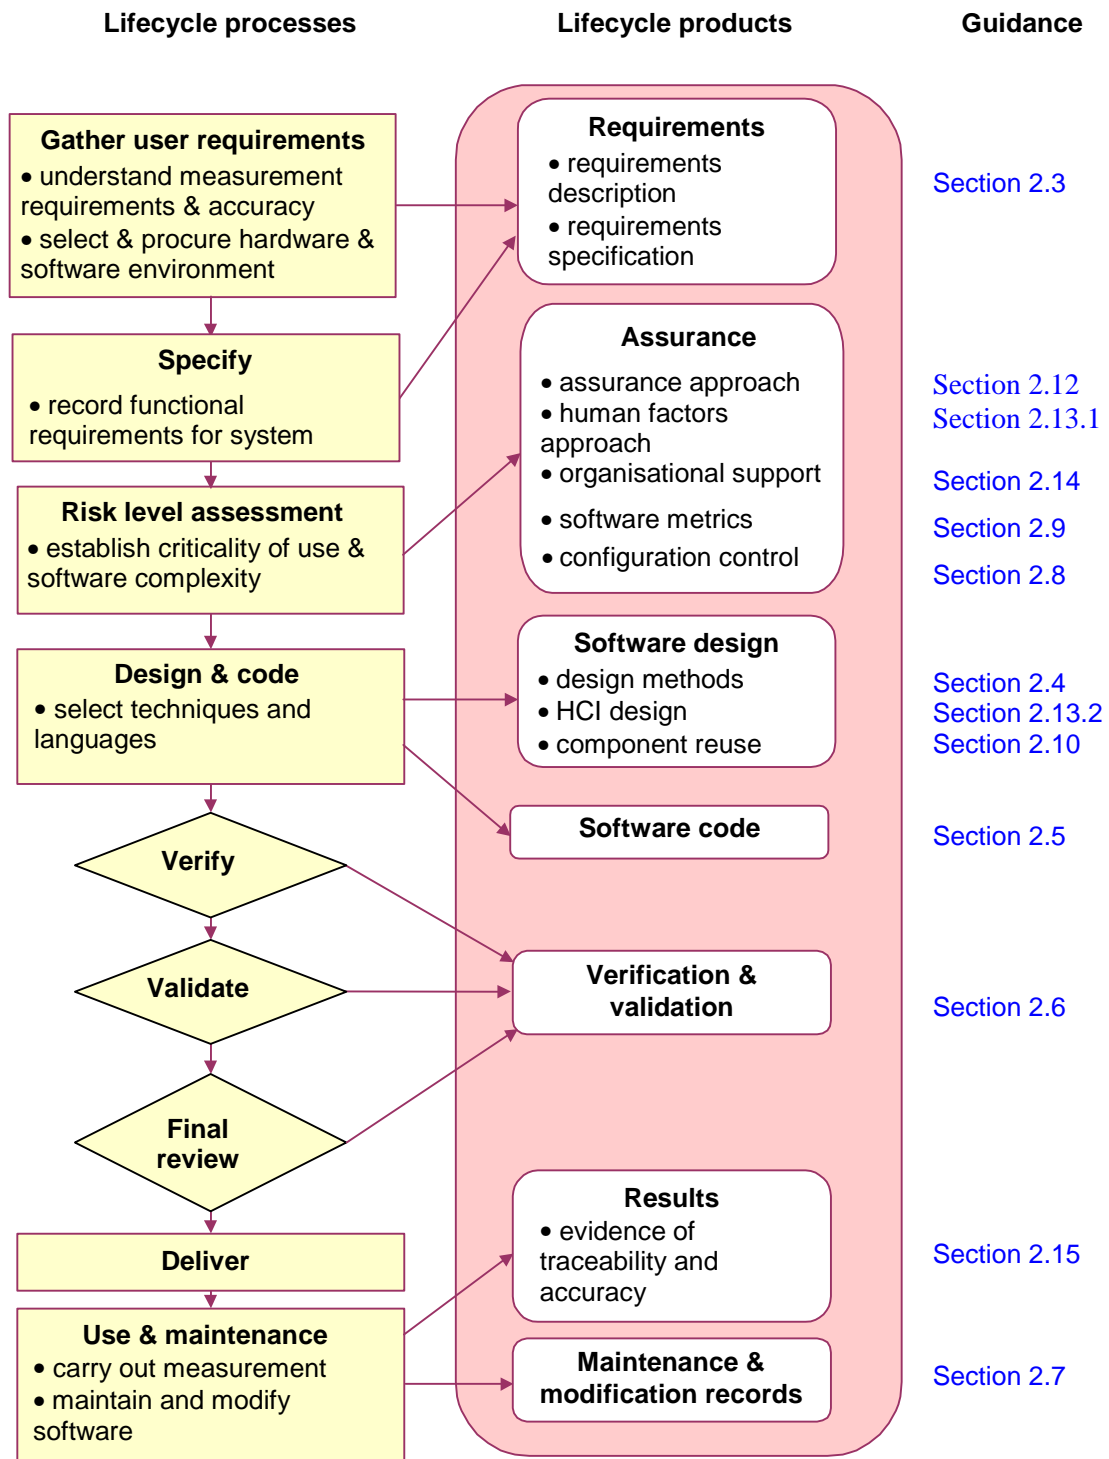 Lifecycle processes
Lifecycle products
Guidance
Gather user requirements
• understand measurement
requirements & accuracy
• select & procure hardware &
software environment
Requirements
• requirements
description
• requirements
specification
Section 2.3
Specify
• record functional
requirements for system
Risk level assessment
• establish criticality of use &
software complexity
Assurance
• assurance approach
• human factors
approach
• organisational support
• software metrics
• configuration control
Section 2.12
Section 2.13.1
Section 2.14
Section 2.9
Section 2.8
Design & code
• select techniques and
languages
Software design
• design methods
• HCI design
• component reuse
Section 2.4
Section 2.13.2
Section 2.10
Software code
Section 2.5
Verify
Validate
Final
review
Verification &
validation
Section 2.6
Deliver
Results
• evidence of
traceability and
accuracy
Section 2.15
Use & maintenance
• carry out measurement
• maintain and modify
software
Maintenance &
modification records
Section 2.7